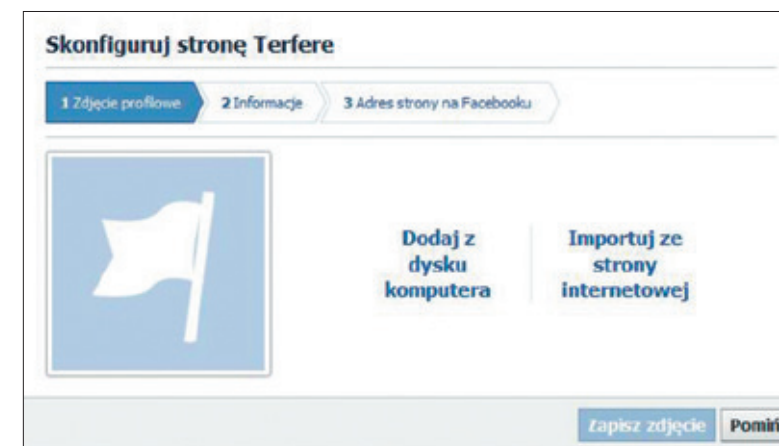 Skonfiguruj stronę Terfere
1 Zdjęcie profilowe 2 Informacje 3 Adres strony na Facebooku
Dodaj z dysku komputera
Importuj ze strony internetowej
Zapisz zdjęcie Pomiń